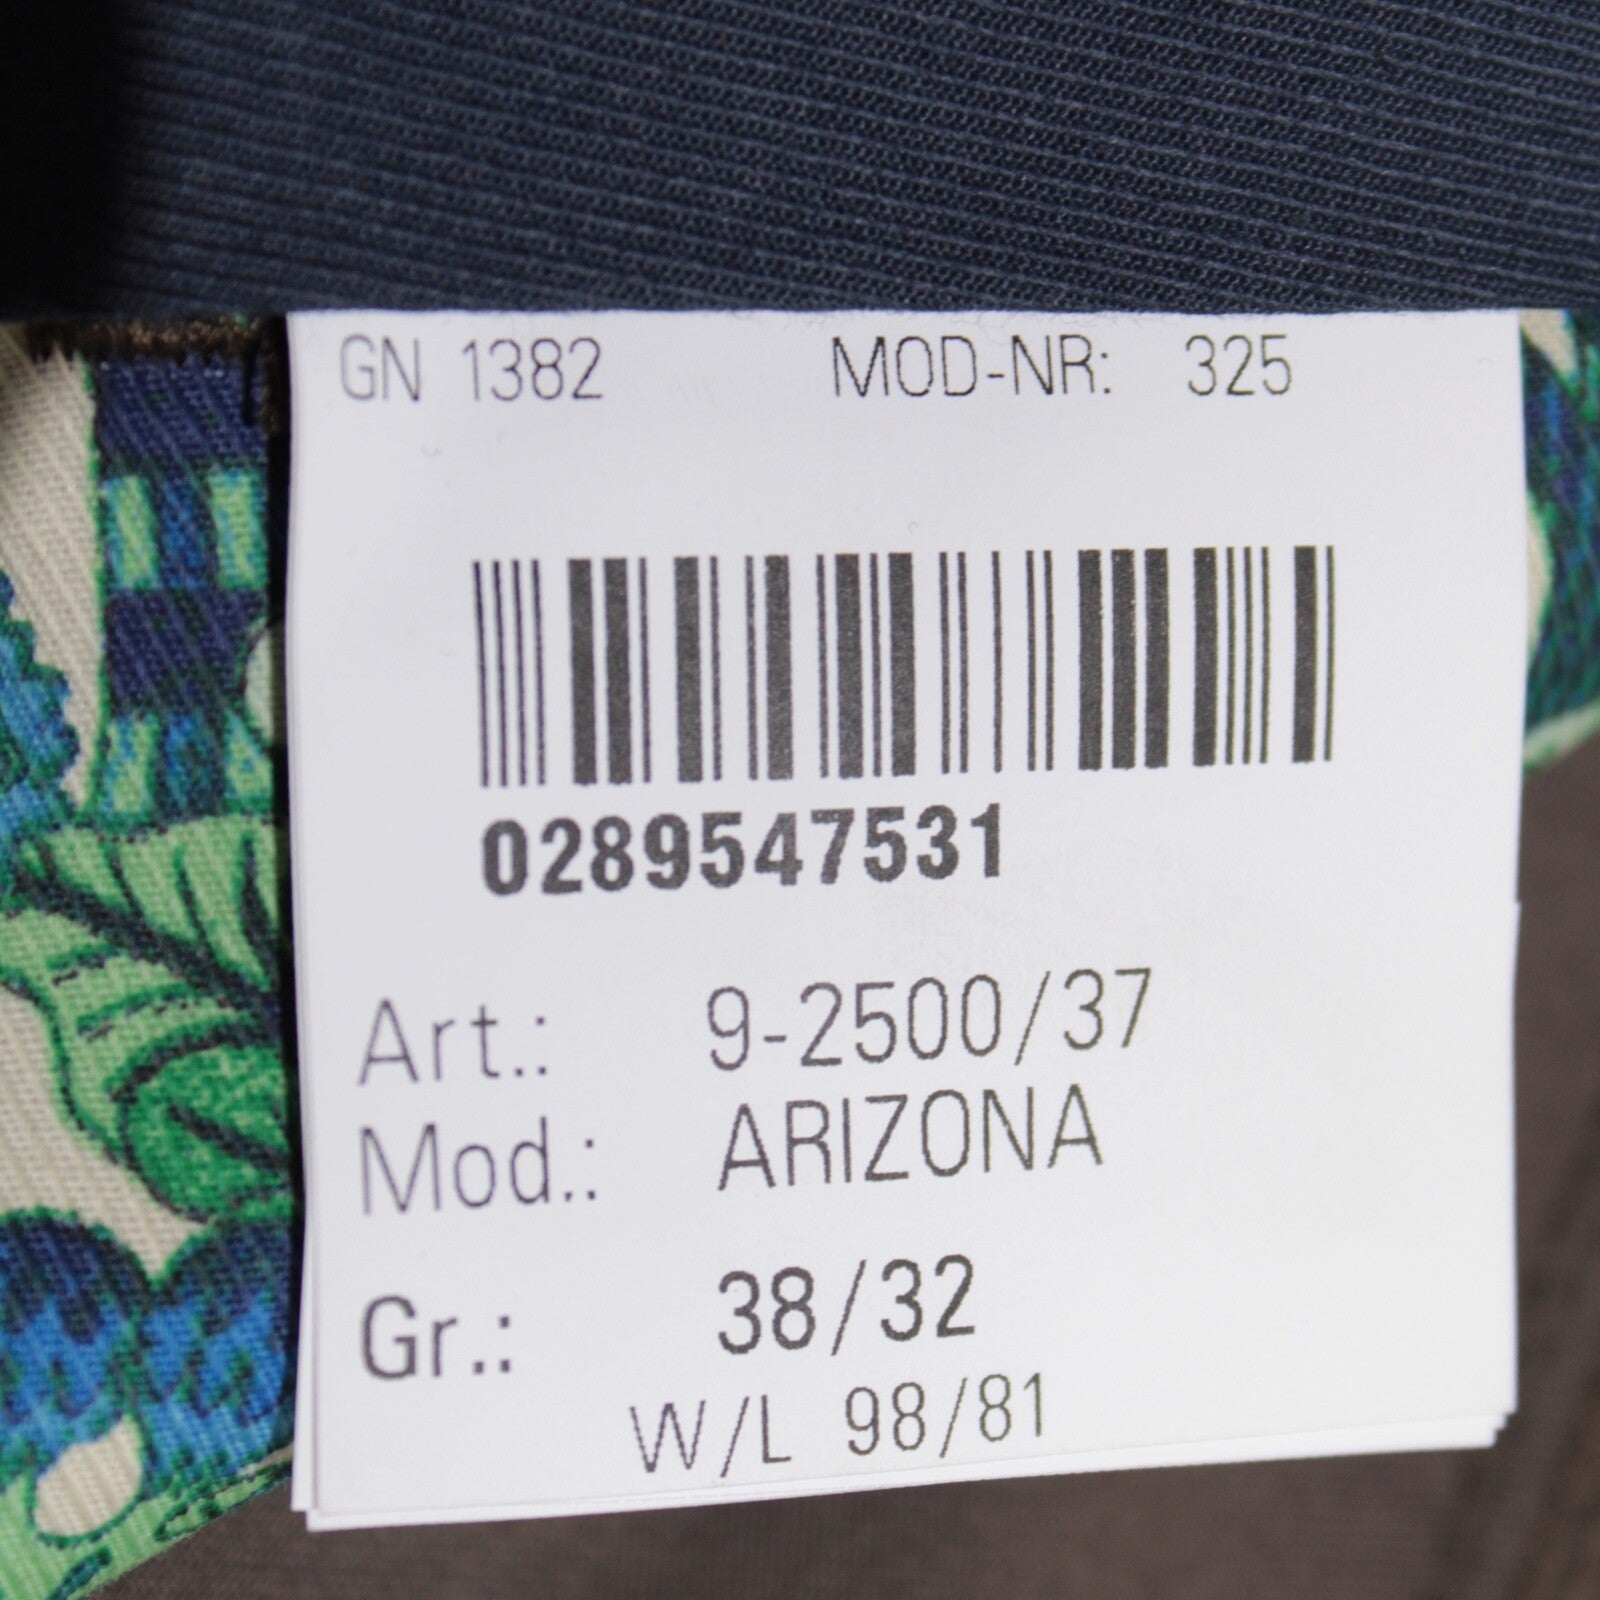 GN 1382 MOD-NR: 325
0289547531
Art.: 9-2500/37
Mod.: ARIZONA
Gr.: 38/32
W/L 98/81